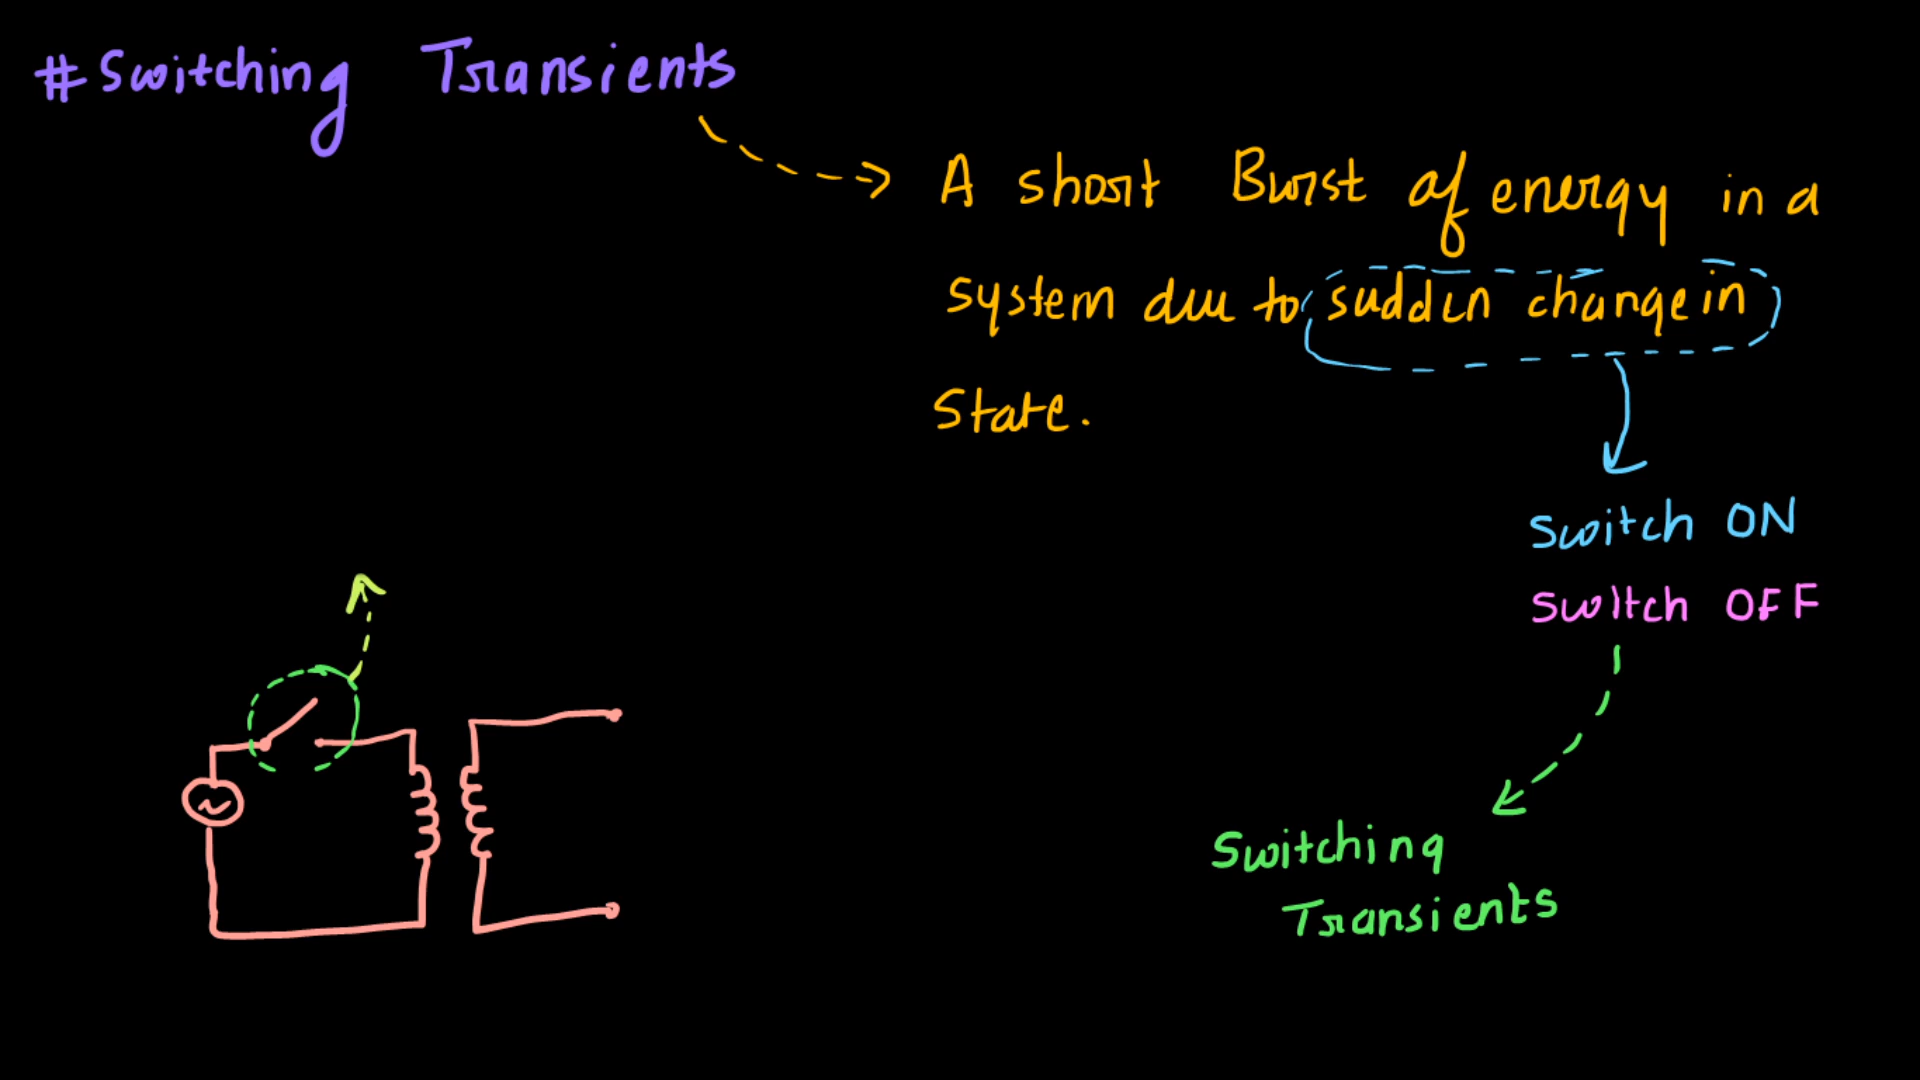 #Switching Transients
A short Burst of energy in a
system due to sudden change in
State.
Switch ON
Switch OFF
Switching
Transients